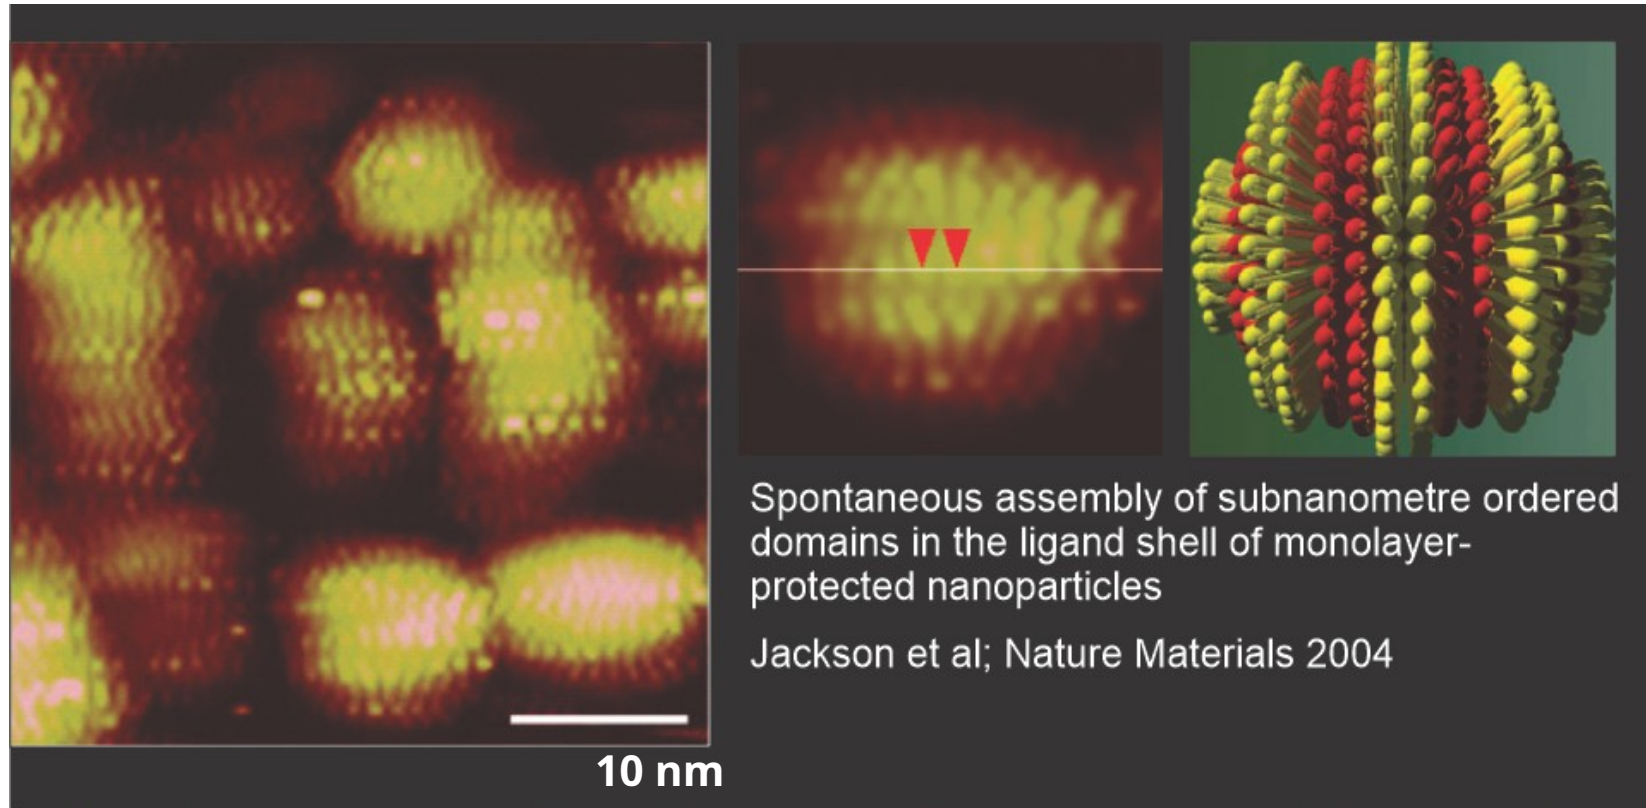 Spontaneous assembly of subnanometre ordered
domains in the ligand shell of monolayer-
protected nanoparticles
Jackson et al; Nature Materials 2004
10 nm